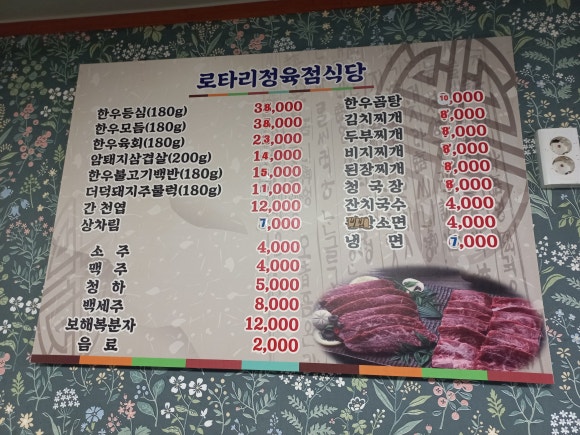 로타리정육점식당
한우등심(180g) 38,000
한우모듬(180g) 38,000
한우육회(180g) 23,000
암퇘지삼겹살(200g) 14,000
한우불고기백반(180g) 15,000
더덕돼지주물럭(180g) 11,000
간 천엽 12,000
상차림 7,000
소 주 4,000
맥 주 4,000
청 하 5,000
백세주 8,000
보해복분자 12,000
음 료 2,000
한우곰탕 10,000
김치찌개 8,000
두부찌개 8,000
비지찌개 8,000
된장찌개 8,000
청 국 장 8,000
잔치국수 4,000
소면 4,000
냉 면 7,000